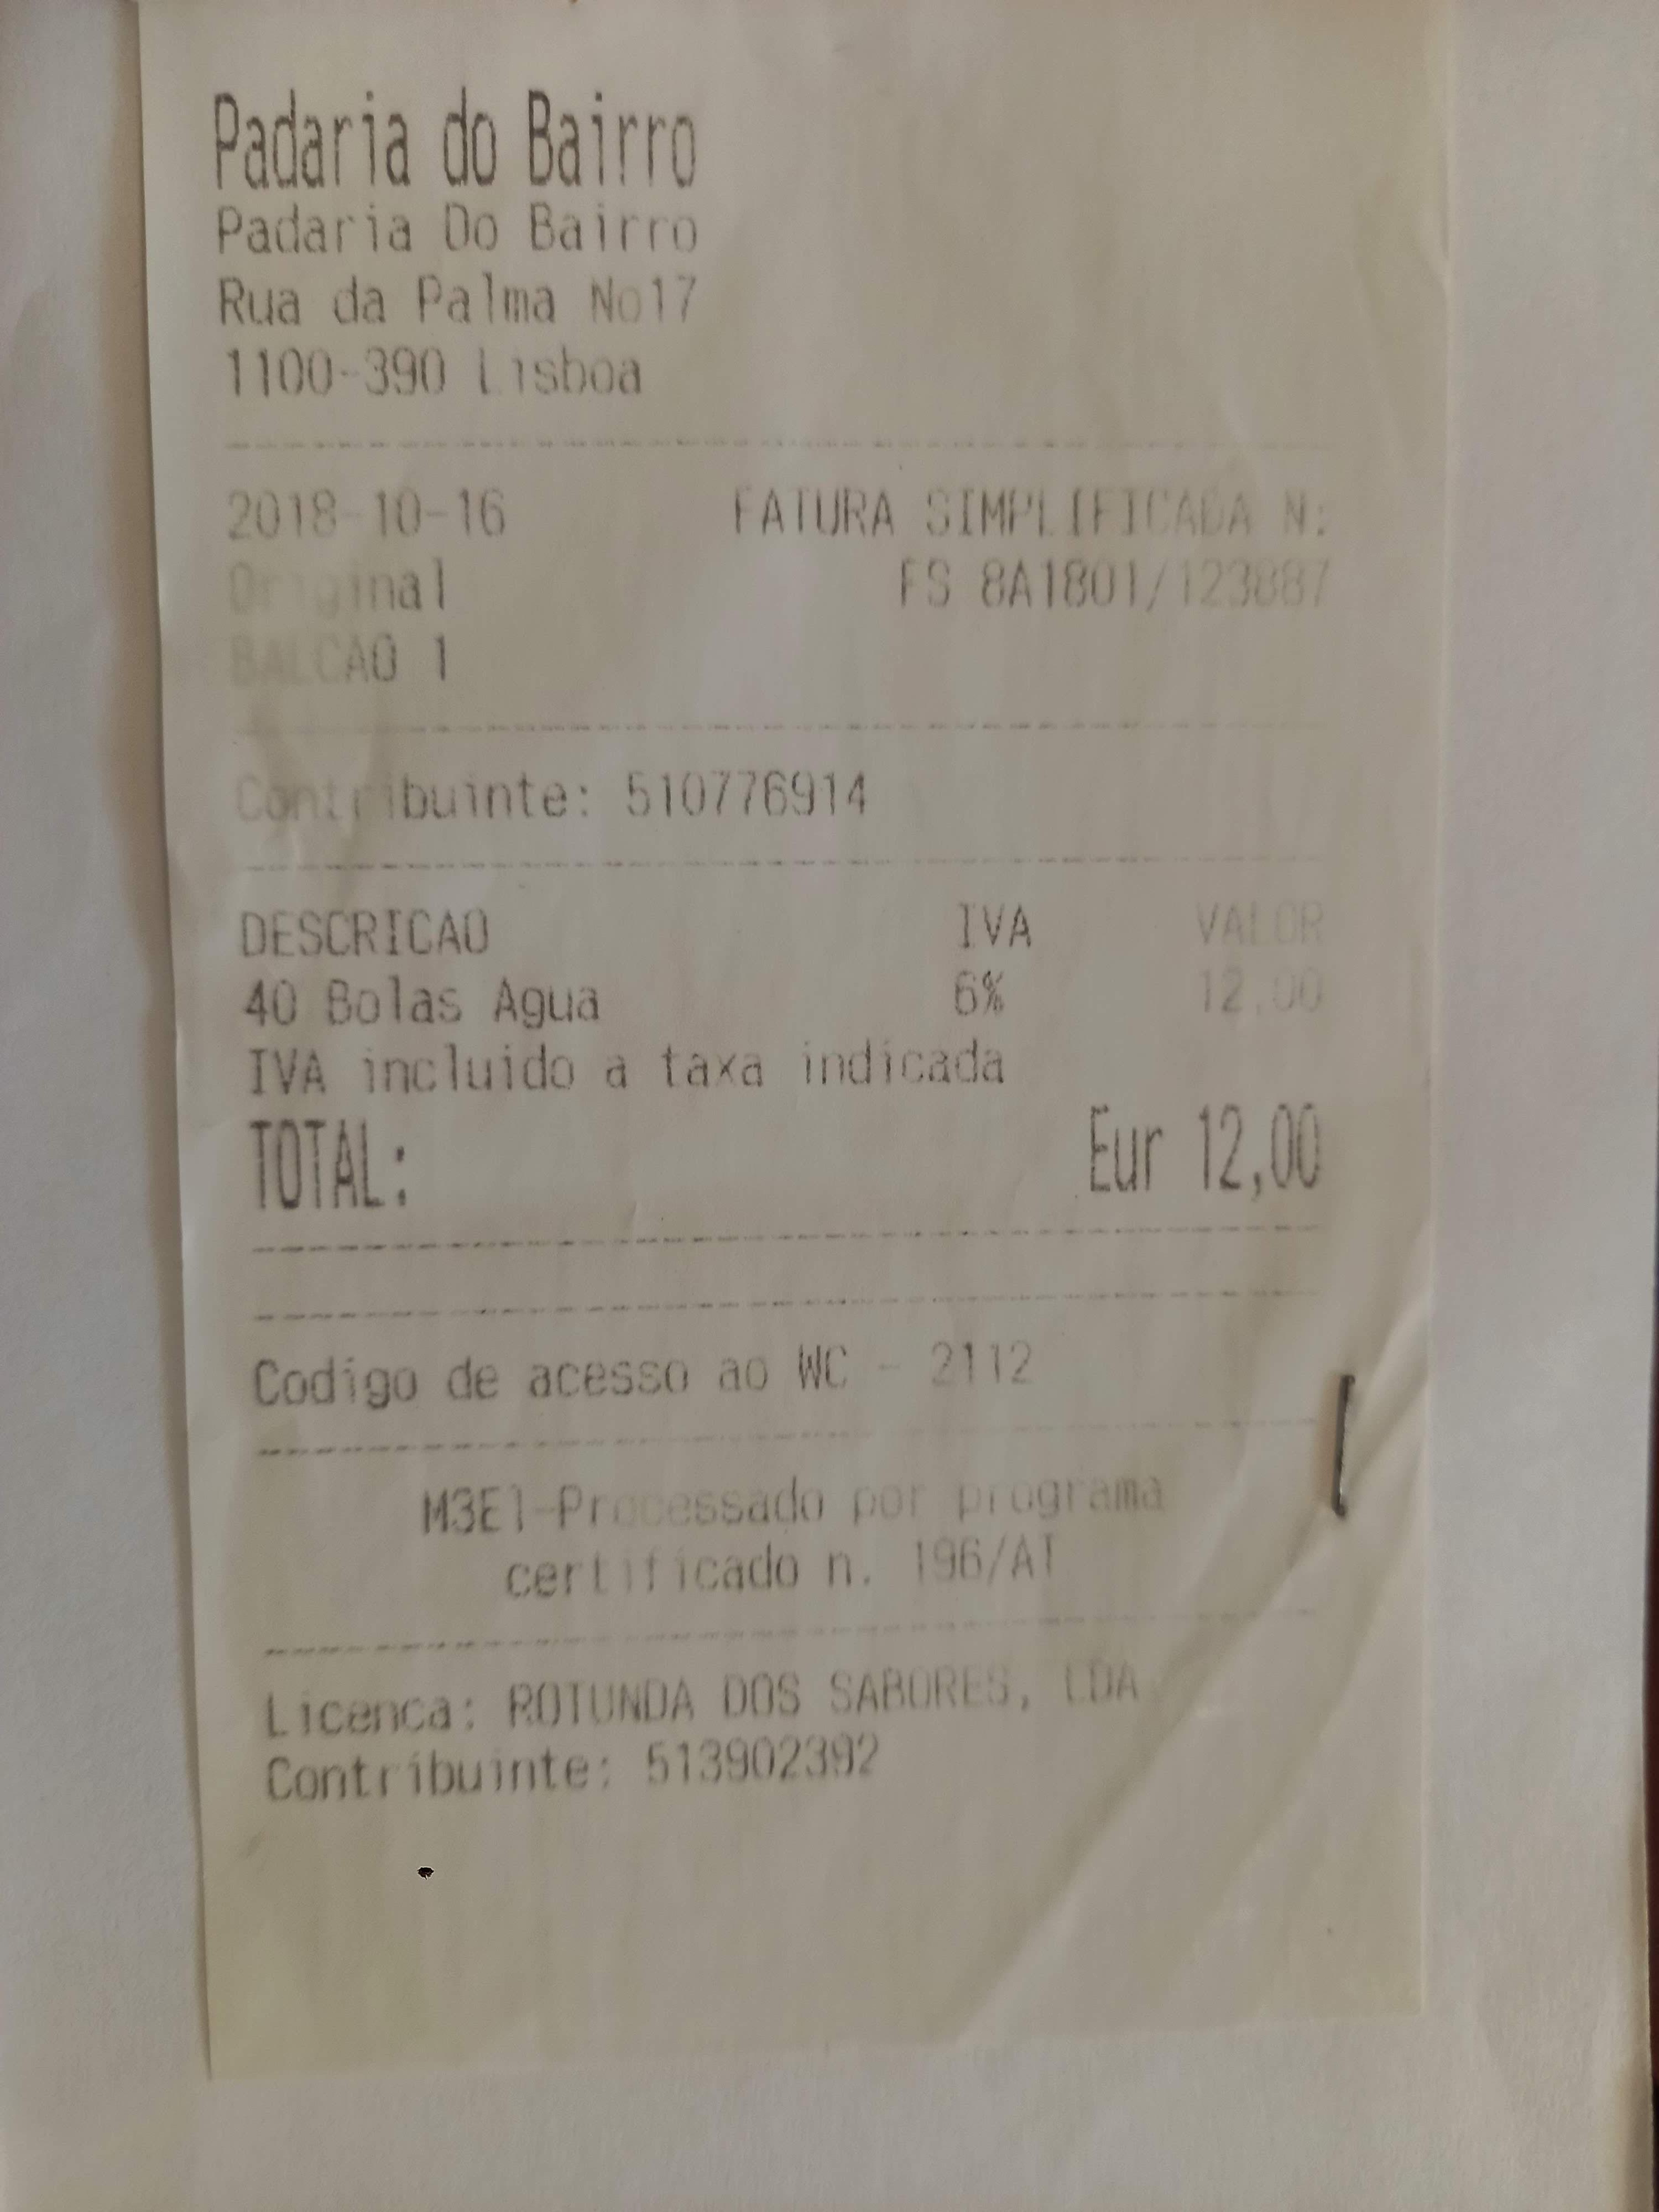 Padaria do Bairro
Padaria Do Bairro
Rua da Palma No17
1100-390 Lisboa
2018-10-16 FATURA SIMPLIFICADA N:
Original FS 8A1801/123887
BALCAO 1
Contribuinte: 510776914
DESCRICAO IVA VALOR
40 Bolas Agua 6% 12,00
IVA incluido a taxa indicada
TOTAL: Eur 12,00
Codigo de acesso ao WC - 2112
M3E1-Processado por programa
certificado n. 196/AT
Licenca: ROTUNDA DOS SABORES, LDA
Contribuinte: 513902392